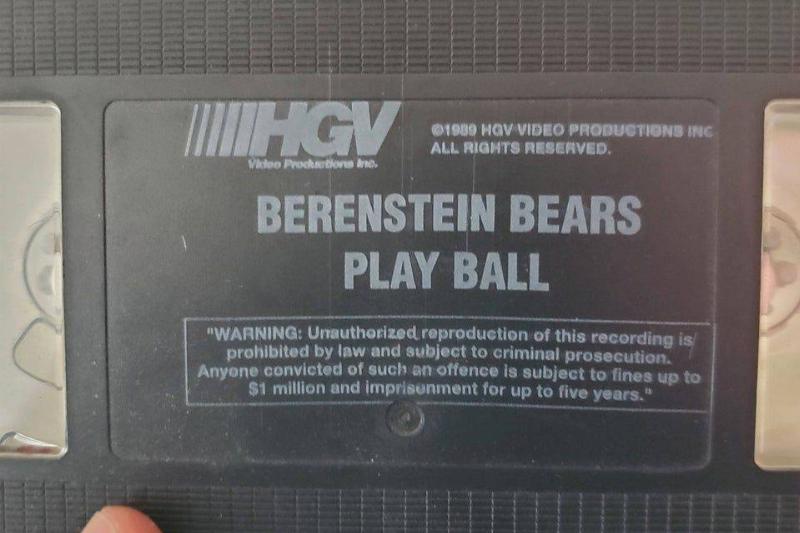 HGV
Video Productions Inc.
©1989 HGV VIDEO PRODUCTIONS INC
ALL RIGHTS RESERVED.
BERENSTEIN BEARS
PLAY BALL
"WARNING: Unauthorized reproduction of this recording is
prohibited by law and subject to criminal prosecution.
Anyone convicted of such an offence is subject to fines up to
$1 million and imprisonment for up to five years."